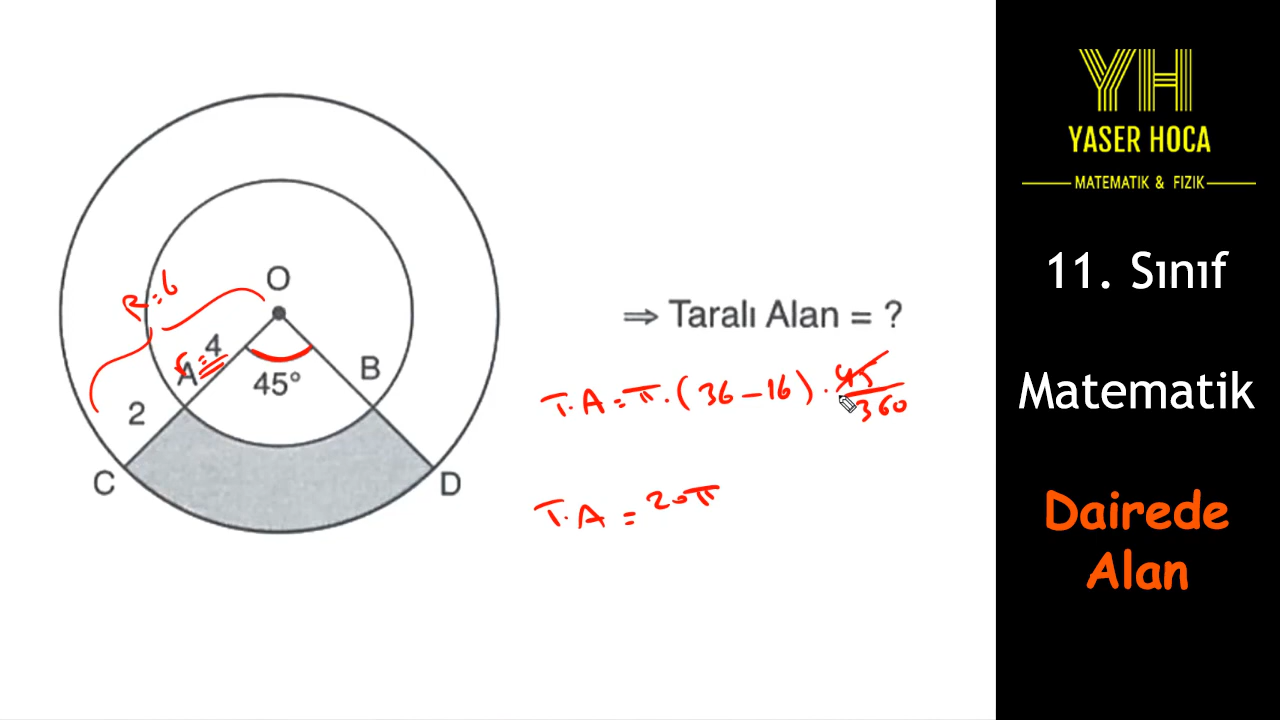 YH
YASER HOCA
MATEMATIK & FIZIK
11. Sınıf
Matematik
Dairede
Alan
O
R=6
4
r=
A
B
45°
2
C
D
⇒ Taralı Alan = ?
T.A = π.(36-16).45/360
T.A = 20π